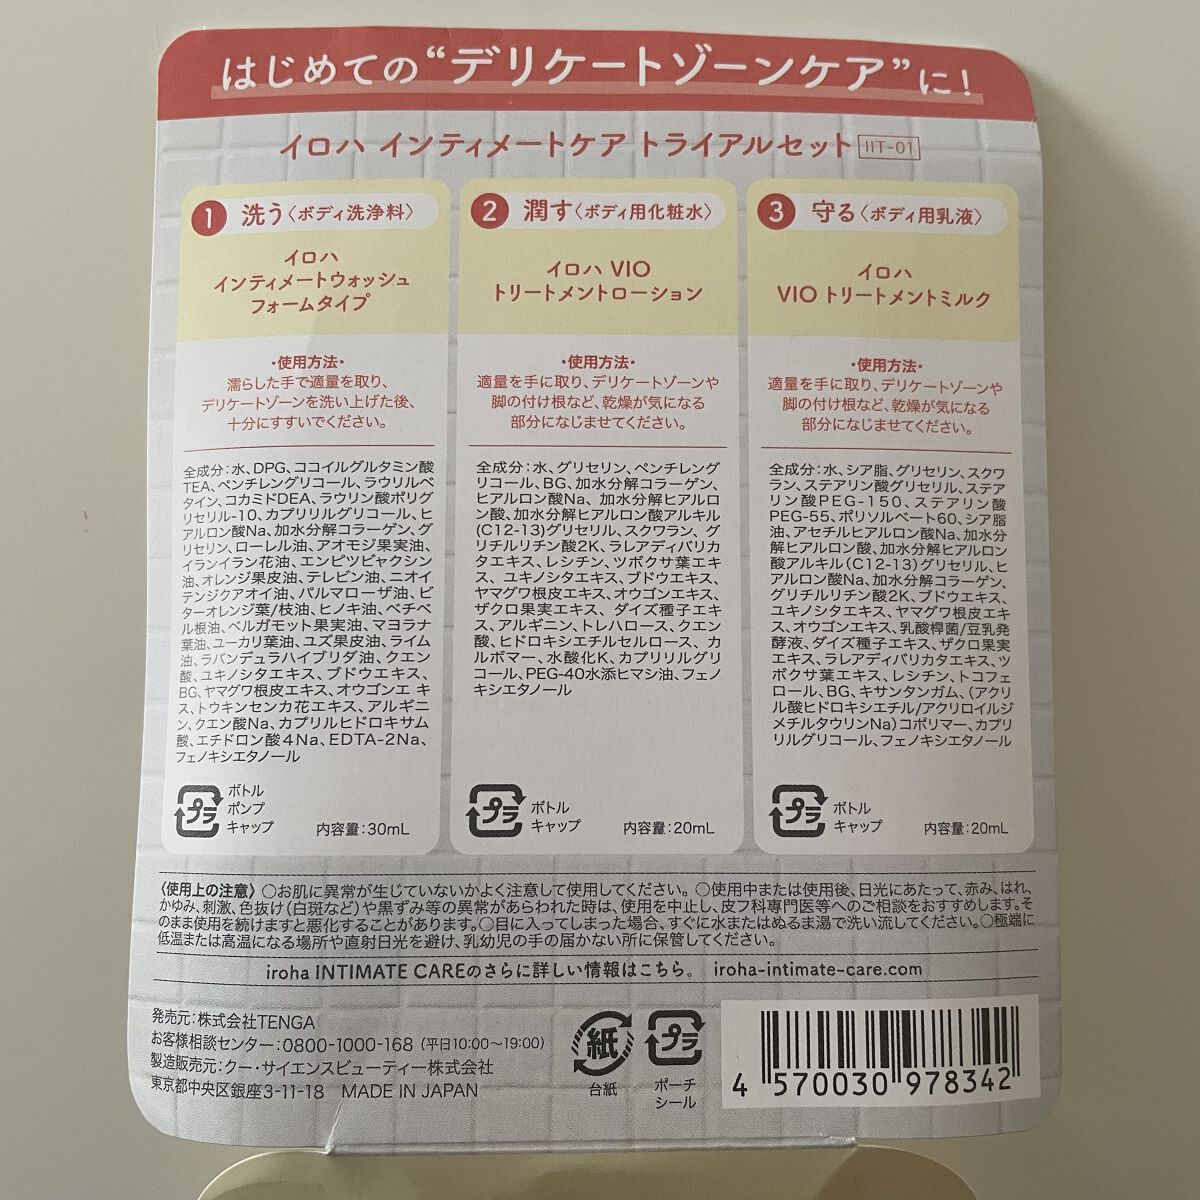 はじめての“デリケートゾーンケア”に!
イロハ インティメートケア トライアルセット IIT-01
1 洗う〈ボディ洗浄料〉
イロハ
インティメートウォッシュ
フォームタイプ
・使用方法・
濡らした手で適量を取り、
デリケートゾーンを洗い上げた後、
十分にすすいでください。
全成分:水、DPG、ココイルグルタミン酸
TEA、ペンチレングリコール、ラウリルベ
タイン、コカミドDEA、ラウリン酸ポリグ
リセリル-10、カプリリルグリコール、ヒ
アルロン酸Na、加水分解コラーゲン、グ
リセリン、ローレル油、アオモジ果実油、
イランイラン花油、エンピツビャクシン
油、オレンジ果皮油、テレビン油、ニオイ
テンジクアオイ油、パルマローザ油、ビ
ターオレンジ葉/枝油、ヒノキ油、ベチベ
ル根油、ベルガモット果実油、マヨラナ
葉油、ユーカリ葉油、ユズ果皮油、ライム
油、ラバンデュラハイブリダ油、クエン
酸、ユキノシタエキス、ブドウエキス、
BG、ヤマグワ根皮エキス、オウゴンエキ
ス、トウキンセンカ花エキス、アルギニ
ン、クエン酸Na、カプリルヒドロキサム
酸、エチドロン酸4Na、EDTA-2Na、
フェノキシエタノール
プラ
ボトル
ポンプ
キャップ
内容量:30mL
2 潤す〈ボディ用化粧水〉
イロハ VIO
トリートメントローション
・使用方法・
適量を手に取り、デリケートゾーンや
脚の付け根など、乾燥が気になる
部分になじませてください。
全成分:水、グリセリン、ペンチレング
リコール、BG、加水分解コラーゲン、
ヒアルロン酸Na、加水分解ヒアルロ
ン酸、加水分解ヒアルロン酸アルキル
(C12-13)グリセリル、スクワラン、グ
リチルリチン酸2K、ラレアディバリカ
タエキス、レシチン、ツボクサ葉エキ
ス、ユキノシタエキス、ブドウエキス、
ヤマグワ根皮エキス、オウゴンエキス、
ザクロ果実エキス、ダイズ種子エキ
ス、アルギニン、トレハロース、クエン
酸、ヒドロキシエチルセルロース、カ
ルボマー、水酸化K、カプリリルグリ
コール、PEG-40水添ヒマシ油、フェノ
キシエタノール
プラ
ボトル
キャップ
内容量:20mL
3 守る〈ボディ用乳液〉
イロハ
VIO トリートメントミルク
・使用方法・
適量を手に取り、デリケートゾーンや
脚の付け根など、乾燥が気になる
部分になじませてください。
全成分:水、シア脂、グリセリン、スクワ
ラン、ステアリン酸グリセリル、ステア
リン酸PEG-150、ステアリン酸
PEG-55、ポリソルベート60、シア脂
油、アセチルヒアルロン酸Na、加水分
解ヒアルロン酸、加水分解ヒアルロン
酸アルキル(C12-13)グリセリル、ヒ
アルロン酸Na、加水分解コラーゲン、
グリチルリチン酸2K、ブドウエキス、
ユキノシタエキス、ヤマグワ根皮エキ
ス、オウゴンエキス、乳酸桿菌/豆乳発
酵液、ダイズ種子エキス、ザクロ果実
エキス、ラレアディバリカタエキス、ツ
ボクサ葉エキス、レシチン、トコフェ
ロール、BG、キサンタンガム、(アクリ
ル酸ヒドロキシエチル/アクリロイルジ
メチルタウリンNa)コポリマー、カプリ
リルグリコール、フェノキシエタノール
プラ
ボトル
キャップ
内容量:20mL
〈使用上の注意〉○お肌に異常が生じていないかよく注意して使用してください。○使用中または使用後、日光にあたって、赤み、はれ、
かゆみ、刺激、色抜け(白斑など)や黒ずみ等の異常があらわれた時は、使用を中止し、皮フ科専門医等へのご相談をおすすめします。そ
のまま使用を続けますと悪化することがあります。○目に入ってしまった場合、すぐに水またはぬるま湯で洗い流してください。○極端に
低温または高温になる場所や直射日光を避け、乳幼児の手の届かない所に保管してください。
iroha INTIMATE CAREのさらに詳しい情報はこちら。 iroha-intimate-care.com
発売元:株式会社TENGA
お客様相談センター:0800-1000-168 (平日10:00〜19:00)
製造販売元:クー・サイエンスビューティー株式会社
東京都中央区銀座3-11-18 MADE IN JAPAN
紙
台紙
プラ
ポーチ
シール
4 570030 978342